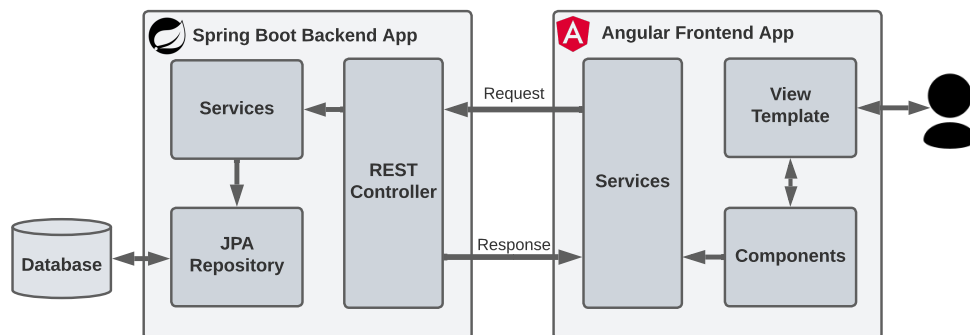 Spring Boot Backend App
Services
REST
Controller
JPA
Repository
Database
Request
Response
A
Angular Frontend App
Services
View
Template
Components